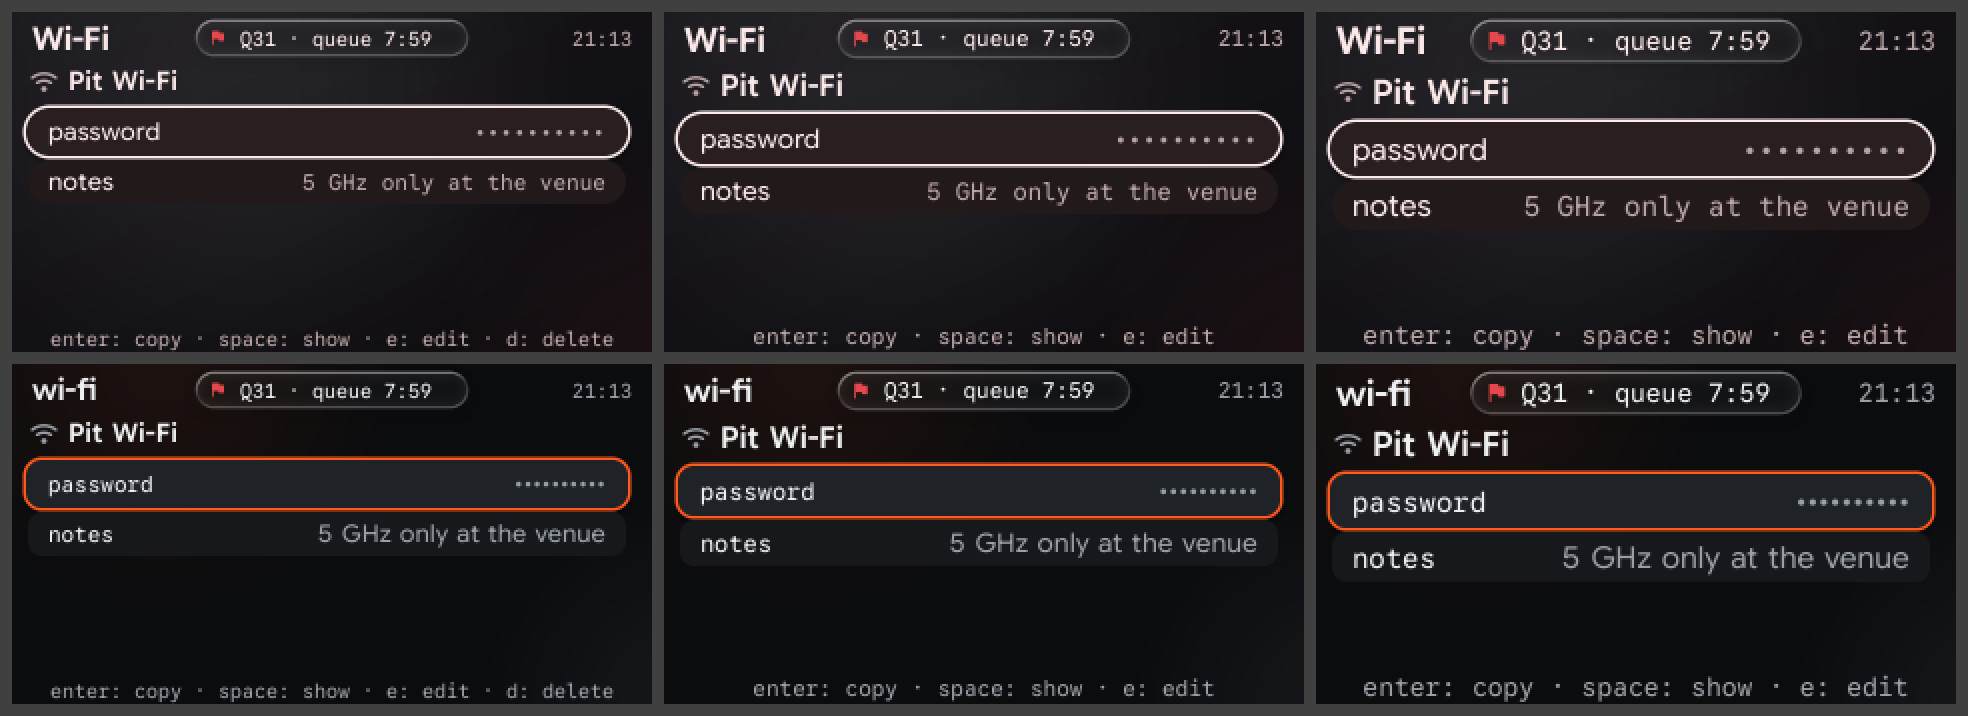 Wi-Fi
Q31 · queue 7:59
21:13
Pit Wi-Fi
password ••••••••••
notes 5 GHz only at the venue
enter: copy · space: show · e: edit · d: delete
Wi-Fi
Q31 · queue 7:59
21:13
Pit Wi-Fi
password ••••••••••
notes 5 GHz only at the venue
enter: copy · space: show · e: edit
Wi-Fi
Q31 · queue 7:59
21:13
Pit Wi-Fi
password ••••••••••
notes 5 GHz only at the venue
enter: copy · space: show · e: edit
wi-fi
Q31 · queue 7:59
21:13
Pit Wi-Fi
password ••••••••••
notes 5 GHz only at the venue
enter: copy · space: show · e: edit · d: delete
wi-fi
Q31 · queue 7:59
21:13
Pit Wi-Fi
password ••••••••••
notes 5 GHz only at the venue
enter: copy · space: show · e: edit
wi-fi
Q31 · queue 7:59
21:13
Pit Wi-Fi
password ••••••••••
notes 5 GHz only at the venue
enter: copy · space: show · e: edit